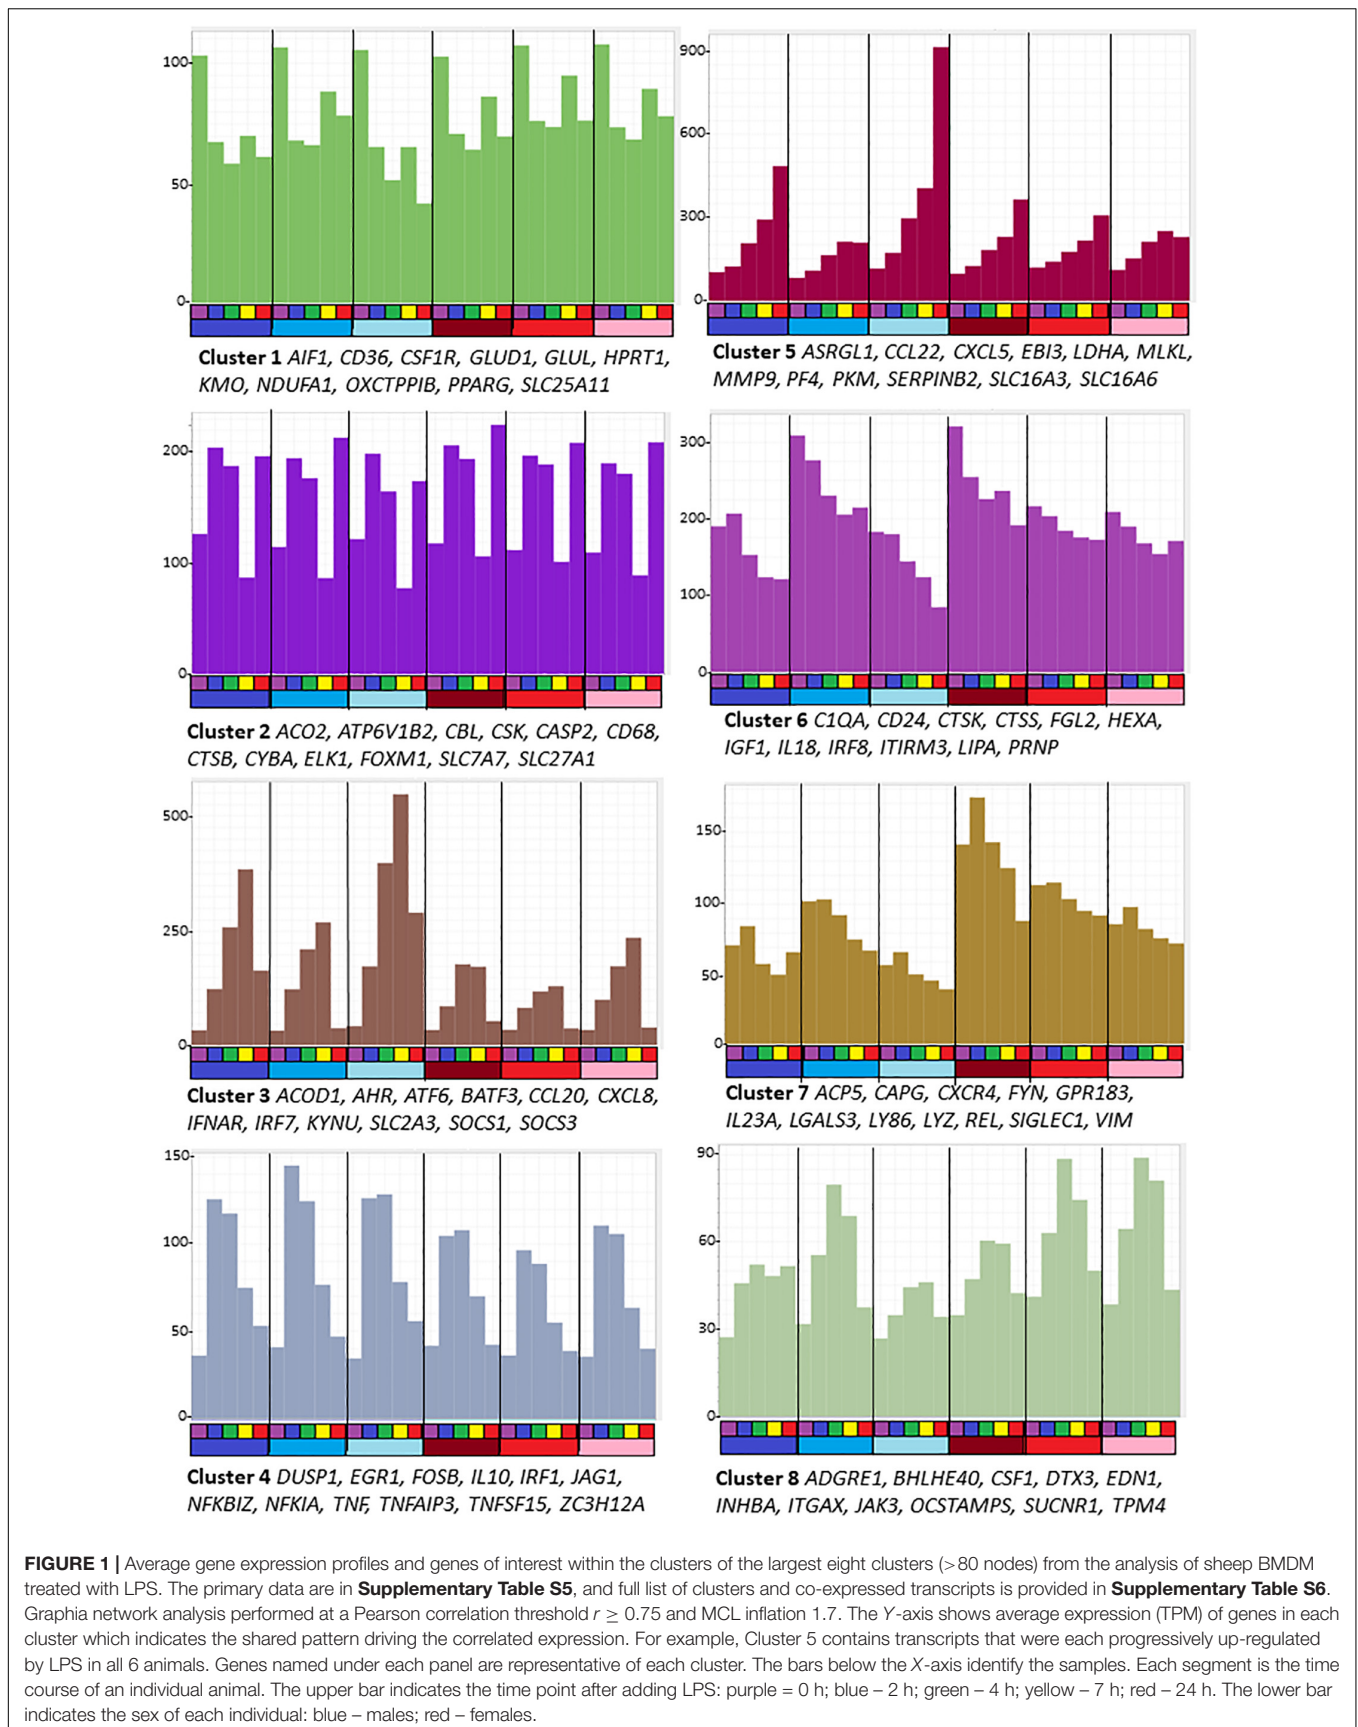 100-
50-
0-
Cluster 1 AIF1, CD36, CSF1R, GLUD1, GLUL, HPRT1,
KMO, NDUFA1, OXCTPPIB, PPARG, SLC25A11
900-
600-
300-
0-
Cluster 5 ASRGL1, CCL22, CXCL5, EBI3, LDHA, MLKL,
MMP9, PF4, PKM, SERPINB2, SLC16A3, SLC16A6
200-
100-
0-
Cluster 2 ACO2, ATP6V1B2, CBL, CSK, CASP2, CD68,
CTSB, CYBA, ELK1, FOXM1, SLC7A7, SLC27A1
300-
200-
100-
0-
Cluster 6 C1QA, CD24, CTSK, CTSS, FGL2, HEXA,
IGF1, IL18, IRF8, ITIRM3, LIPA, PRNP
500-
250-
0-
Cluster 3 ACOD1, AHR, ATF6, BATF3, CCL20, CXCL8,
IFNAR, IRF7, KYNU, SLC2A3, SOCS1, SOCS3
150-
100-
50-
0-
Cluster 7 ACP5, CAPG, CXCR4, FYN, GPR183,
IL23A, LGALS3, LY86, LYZ, REL, SIGLEC1, VIM
150-
100-
50-
0-
Cluster 4 DUSP1, EGR1, FOSB, IL10, IRF1, JAG1,
NFKBIZ, NFKIA, TNF, TNFAIP3, TNFSF15, ZC3H12A
90-
60-
30-
0-
Cluster 8 ADGRE1, BHLHE40, CSF1, DTX3, EDN1,
INHBA, ITGAX, JAK3, OCSTAMPS, SUCNR1, TPM4
FIGURE 1 | Average gene expression profiles and genes of interest within the clusters of the largest eight clusters (>80 nodes) from the analysis of sheep BMDM
treated with LPS. The primary data are in Supplementary Table S5, and full list of clusters and co-expressed transcripts is provided in Supplementary Table S6.
Graphia network analysis performed at a Pearson correlation threshold r ≥ 0.75 and MCL inflation 1.7. The Y-axis shows average expression (TPM) of genes in each
cluster which indicates the shared pattern driving the correlated expression. For example, Cluster 5 contains transcripts that were each progressively up-regulated
by LPS in all 6 animals. Genes named under each panel are representative of each cluster. The bars below the X-axis identify the samples. Each segment is the time
course of an individual animal. The upper bar indicates the time point after adding LPS: purple = 0 h; blue – 2 h; green – 4 h; yellow – 7 h; red – 24 h. The lower bar
indicates the sex of each individual: blue – males; red – females.